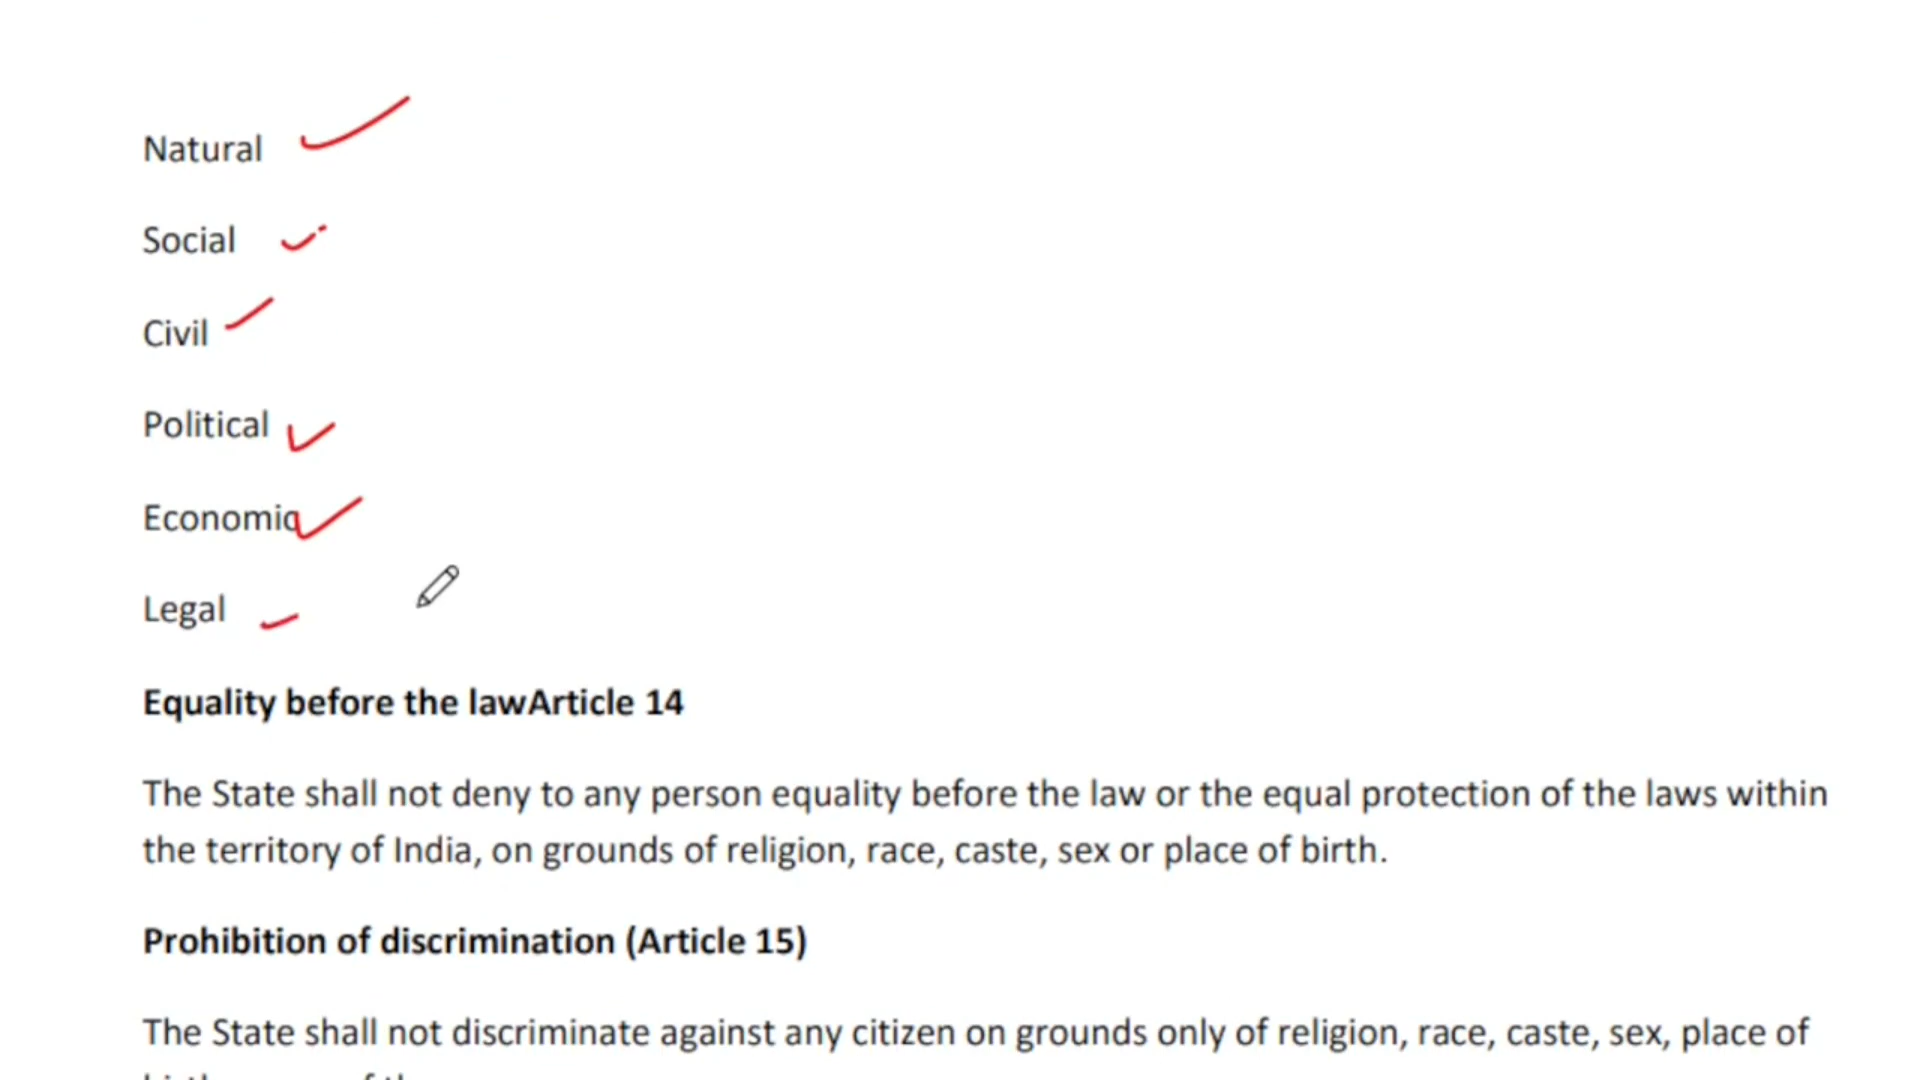 Natural
Social
Civil
Political
Economic
Legal
Equality before the lawArticle 14
The State shall not deny to any person equality before the law or the equal protection of the laws within
the territory of India, on grounds of religion, race, caste, sex or place of birth.
Prohibition of discrimination (Article 15)
The State shall not discriminate against any citizen on grounds only of religion, race, caste, sex, place of